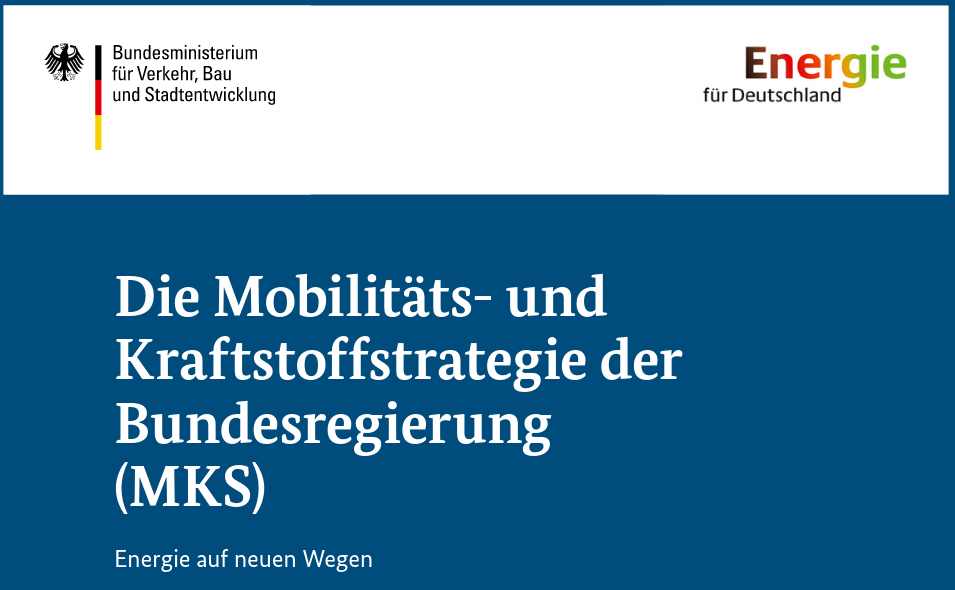 Bundesministerium
für Verkehr, Bau
und Stadtentwicklung
Energie
für Deutschland
Die Mobilitäts- und
Kraftstoffstrategie der
Bundesregierung
(MKS)
Energie auf neuen Wegen